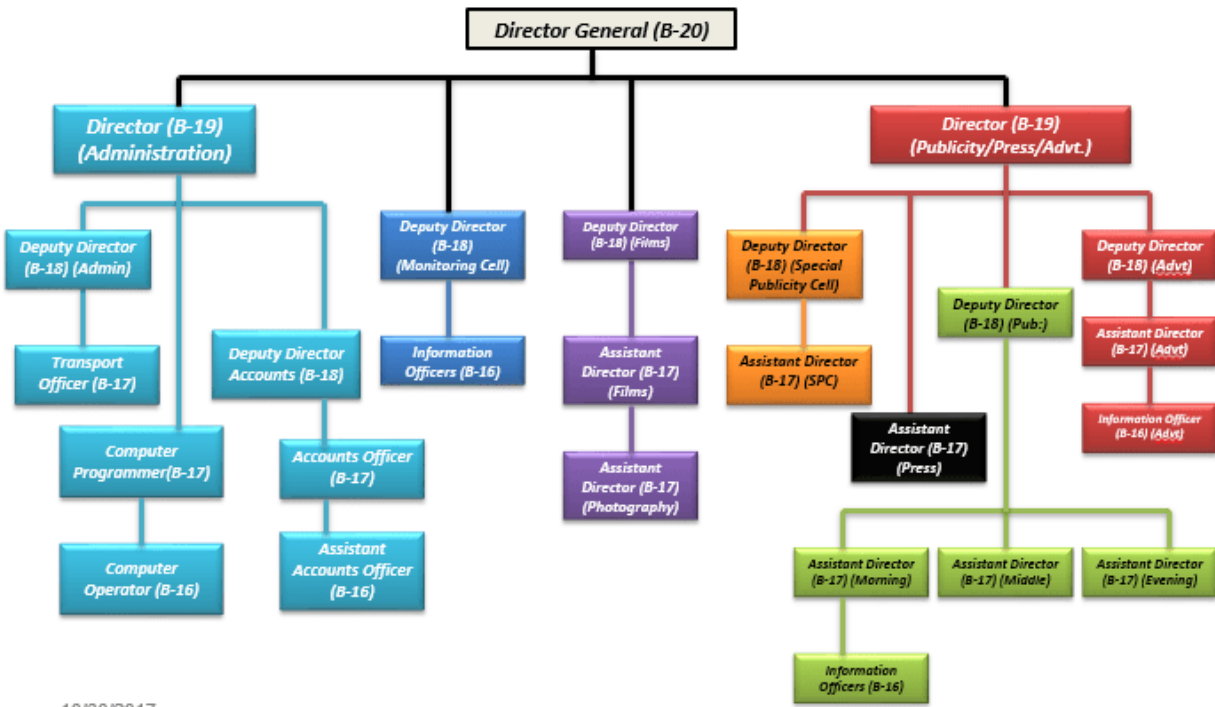 Director General (B-20)
Director (B-19)
(Administration)
Director (B-19)
(Publicity/Press/Advt.)
Deputy Director
(B-18) (Admin)
Deputy Director
(B-18)
(Monitoring Cell)
Deputy Director
(B-18) (Films)
Deputy Director
(B-18) (Special
Publicity Cell)
Deputy Director
(B-18) (Advt)
Deputy Director
(B-18) (Pub:)
Transport
Officer (B-17)
Deputy Director
Accounts (B-18)
Information
Officers (B-16)
Assistant
Director (B-17)
(Films)
Assistant Director
(B-17) (SPC)
Assistant Director
(B-17) (Advt)
Information Officer
(B-16) (Advt)
Assistant
Director (B-17)
(Press)
Computer
Programmer(B-17)
Accounts Officer
(B-17)
Assistant
Director (B-17)
(Photography)
Computer
Operator (B-16)
Assistant
Accounts Officer
(B-16)
Assistant Director
(B-17) (Morning)
Assistant Director
(B-17) (Middle)
Assistant Director
(B-17) (Evening)
Information
Officers (B-16)